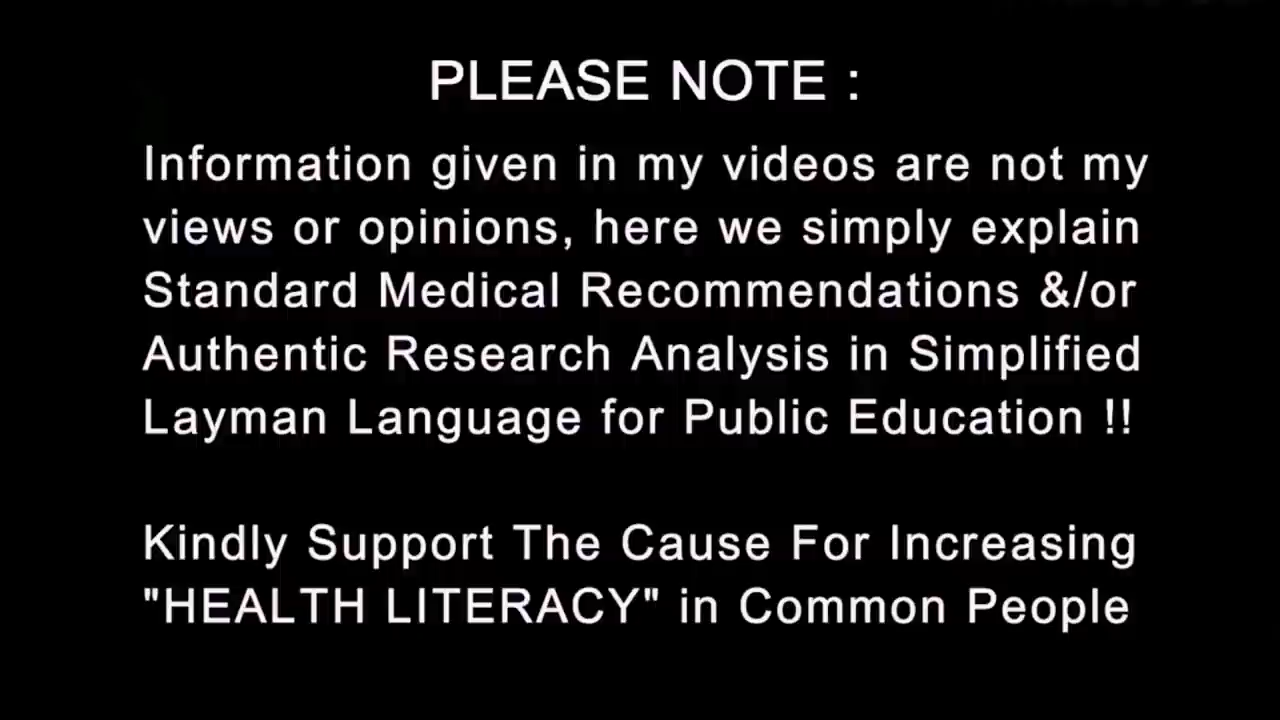 PLEASE NOTE :
Information given in my videos are not my
views or opinions, here we simply explain
Standard Medical Recommendations &/or
Authentic Research Analysis in Simplified
Layman Language for Public Education !!
Kindly Support The Cause For Increasing
"HEALTH LITERACY" in Common People